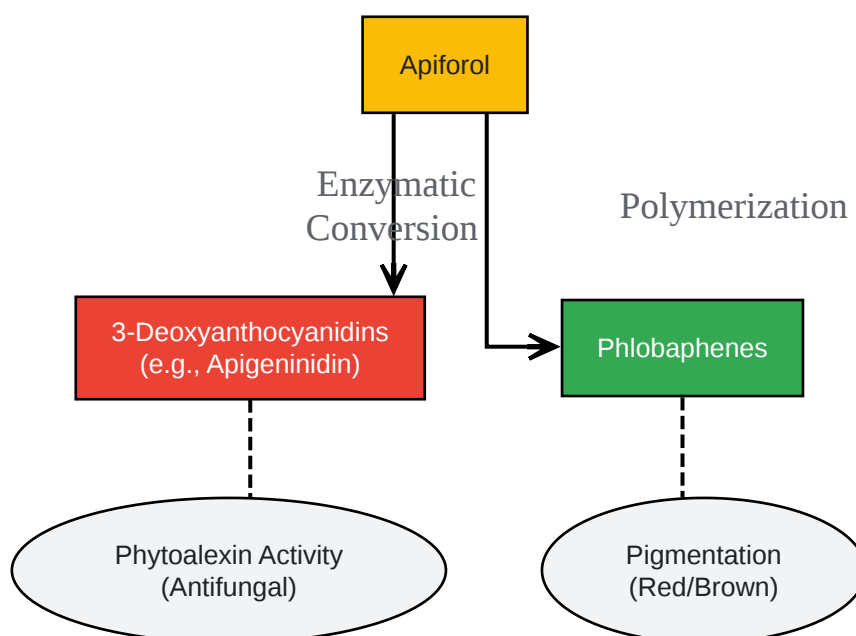 Apiforol
Enzymatic
Conversion
Polymerization
3-Deoxyanthocyanidins
(e.g., Apigeninidin)
Phlobaphenes
Phytoalexin Activity
(Antifungal)
Pigmentation
(Red/Brown)